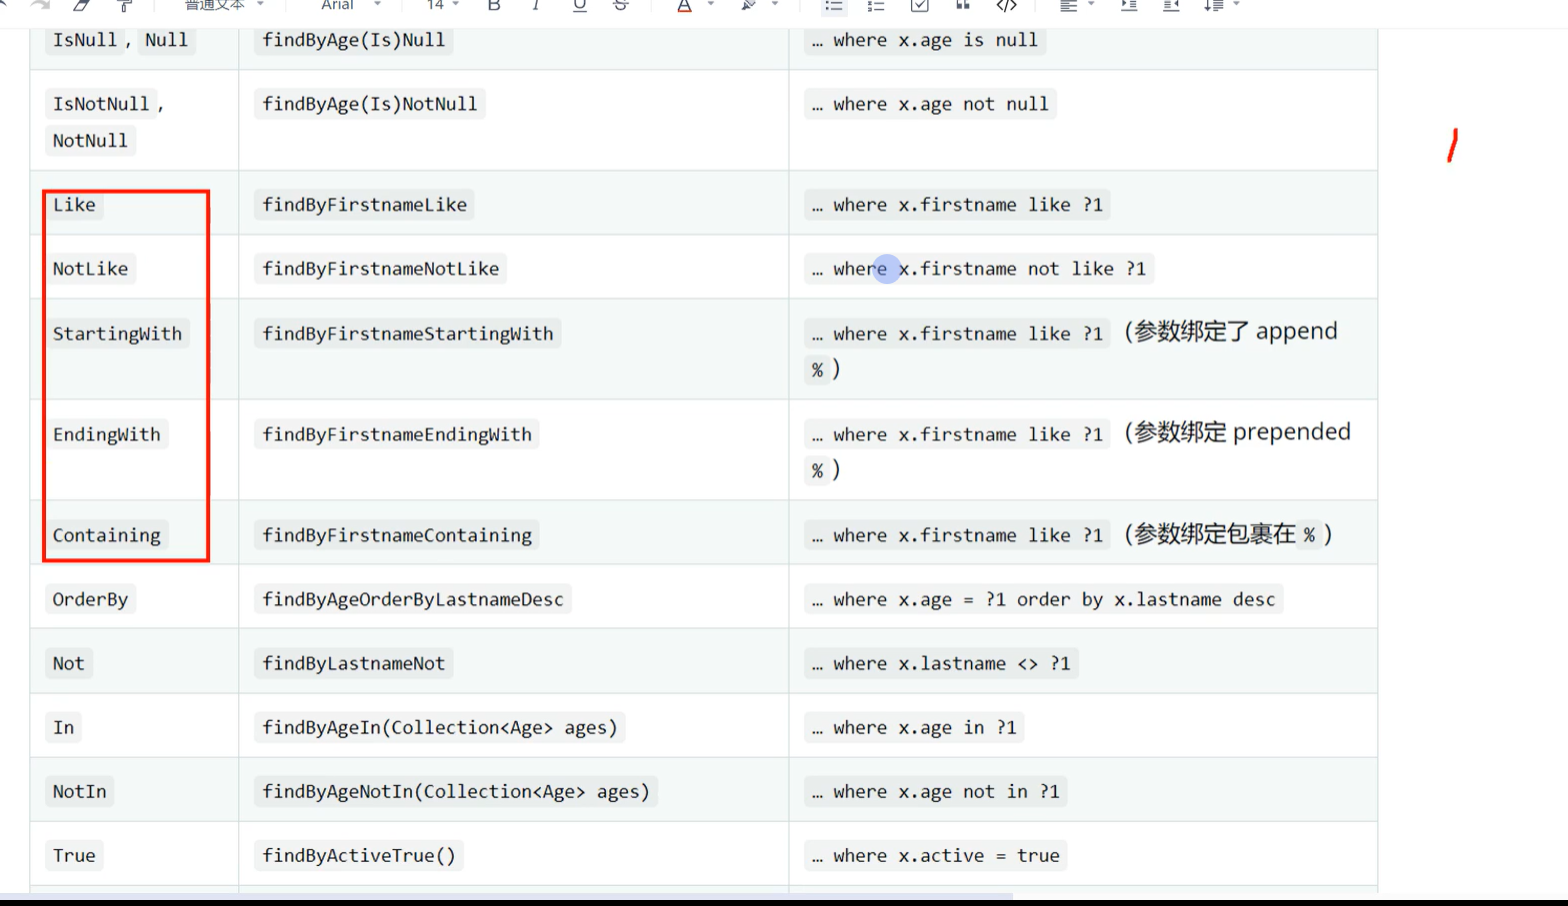 普通文本 Arial 14 B I U S A
IsNull, Null findByAge(Is)Null … where x.age is null
IsNotNull, findByAge(Is)NotNull … where x.age not null
NotNull
Like findByFirstnameLike … where x.firstname like ?1
NotLike findByFirstnameNotLike … where x.firstname not like ?1
StartingWith findByFirstnameStartingWith … where x.firstname like ?1（参数绑定了 append
%）
EndingWith findByFirstnameEndingWith … where x.firstname like ?1（参数绑定 prepended
%）
Containing findByFirstnameContaining … where x.firstname like ?1（参数绑定包裹在 %）
OrderBy findByAgeOrderByLastnameDesc … where x.age = ?1 order by x.lastname desc
Not findByLastnameNot … where x.lastname <> ?1
In findByAgeIn(Collection<Age> ages) … where x.age in ?1
NotIn findByAgeNotIn(Collection<Age> ages) … where x.age not in ?1
True findByActiveTrue() … where x.active = true